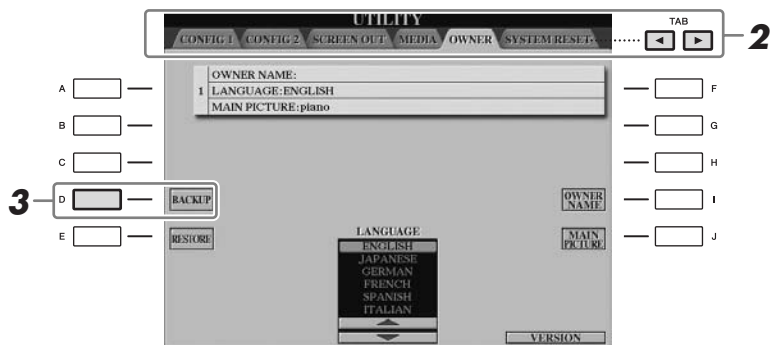 UTILITY
CONFIG 1 CONFIG 2 SCREEN OUT MEDIA OWNER SYSTEM RESET
TAB
2
OWNER NAME:
1 LANGUAGE:ENGLISH
MAIN PICTURE:piano
A
F
B
G
C
H
3
D
BACKUP
OWNER NAME
I
E
RESTORE
LANGUAGE
ENGLISH
JAPANESE
GERMAN
FRENCH
SPANISH
ITALIAN
MAIN PICTURE
J
VERSION